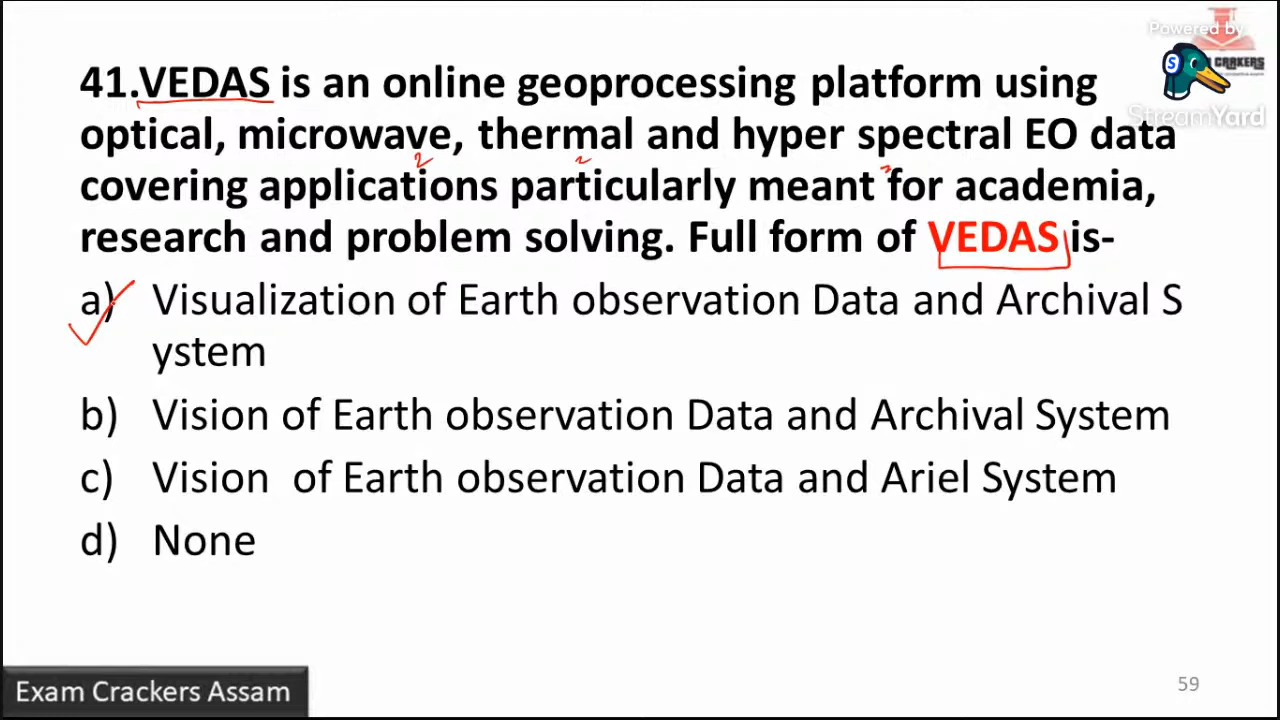 Powered by
CRAKERS
StreamYard
41.VEDAS is an online geoprocessing platform using
optical, microwave, thermal and hyper spectral EO data
covering applications particularly meant for academia,
research and problem solving. Full form of VEDAS is-
a) Visualization of Earth observation Data and Archival S
ystem
b) Vision of Earth observation Data and Archival System
c) Vision of Earth observation Data and Ariel System
d) None
Exam Crackers Assam
59